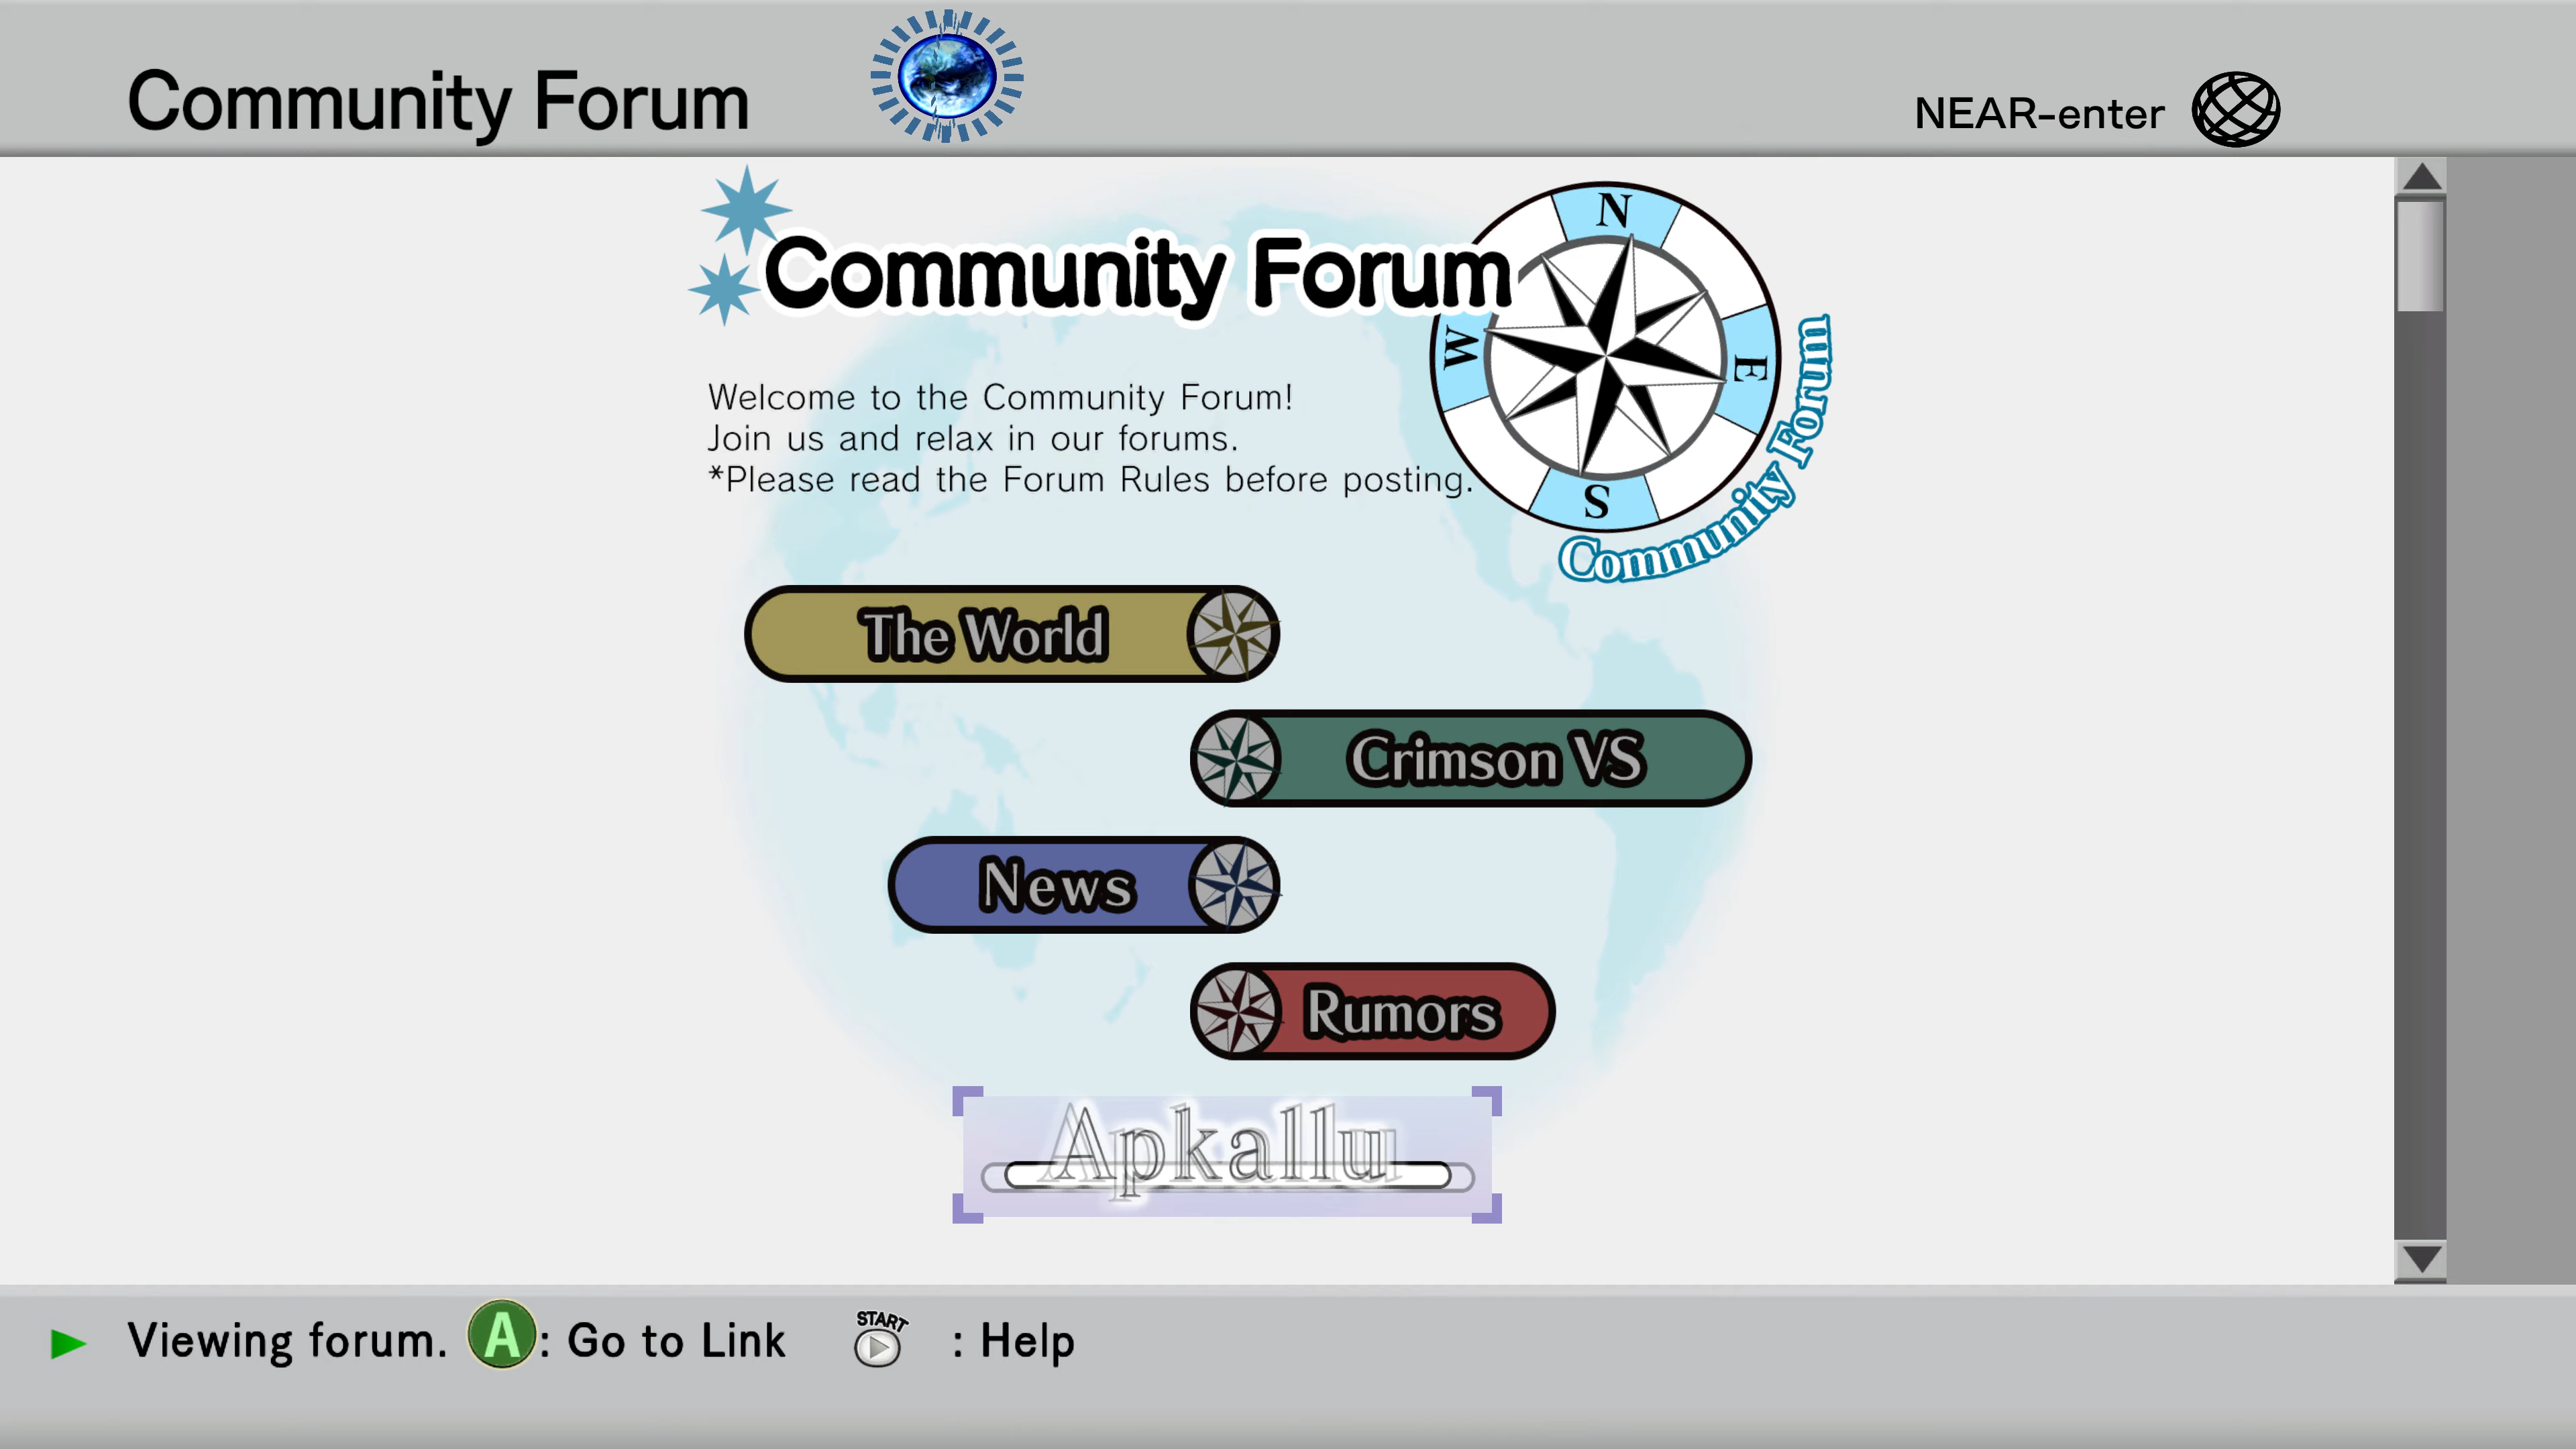 Community Forum
NEAR-enter
Community Forum
N
W
E
S
Community Forum
Welcome to the Community Forum!
Join us and relax in our forums.
*Please read the Forum Rules before posting.
The World
Crimson VS
News
Rumors
Apkallu
Viewing forum. A : Go to Link START : Help